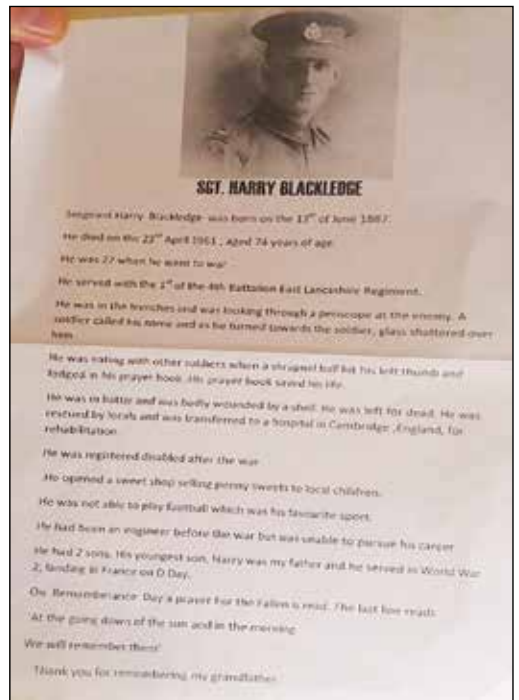 SGT. HARRY BLACKLEDGE
Sergeant Harry Blackledge was born on the 13th of June 1887.
He died on the 23rd April 1961 , aged 74 years of age.
He was 27 when he went to war
He served with the 1st of the 4th Battalion East Lancashire Regiment.
He was in the trenches and was looking through a periscope at the enemy. A
soldier called his name and as he turned towards the soldier, glass shattered over
him
He was eating with other soldiers when a shrapnel ball hit his left thumb and
lodged in his prayer book. His prayer book saved his life.
He was in battle and was badly wounded by a shell. He was left for dead. He was
rescued by locals and was transferred to a hospital in Cambridge ,England, for
rehabilitation.
He was registered disabled after the war
He opened a sweet shop selling penny sweets to local children.
He was not able to play football which was his favourite sport.
He had been an engineer before the war but was unable to pursue his career
He had 2 sons. His youngest son, Harry was my father and he served in World War
2, landing in France on D Day.
On Remembrance Day a prayer For the Fallen is read. The last line reads
'At the going down of the sun and in the morning
We will remember them'
Thank you for remembering my grandfather.